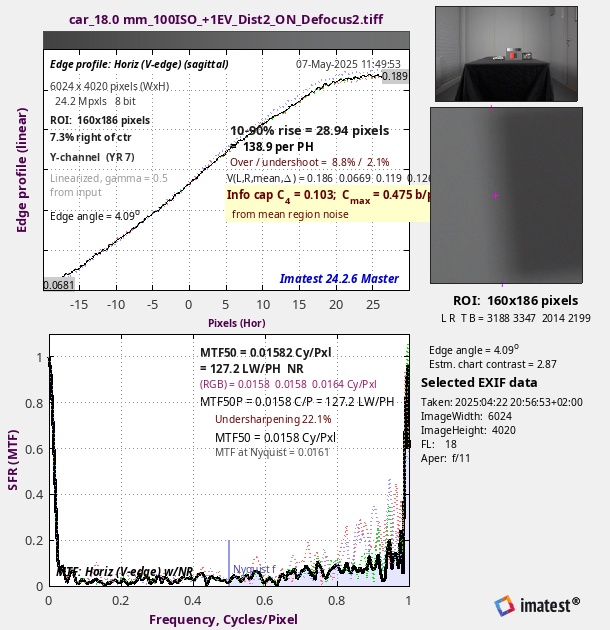 car_18.0 mm_100ISO_+1EV_Dist2_ON_Defocus2.tiff
Edge profile: Horiz (V-edge) (sagittal)
07-May-2025 11:49:53
0.189
6024 x 4020 pixels (WxH)
24.2 Mpxls 8 bit
ROI: 160x186 pixels
7.3% right of ctr
Y-channel (YR 7)
Linearized, gamma = 0.5
from input
Edge angle = 4.09⁰
10-90% rise = 28.94 pixels
= 138.9 per PH
Over / undershoot = 8.8% / 2.1%
V(L,R,mean,Δ) = 0.186 0.0669 0.119 0.126
Info cap C4 = 0.103; Cmax = 0.475 b/p
from mean region noise
Edge profile (linear)
Imatest 24.2.6 Master
0.0681
-15 -10 -5 0 5 10 15 20 25
Pixels (Hor)
ROI: 160x186 pixels
L R T B = 3188 3347 2014 2199
Edge angle = 4.09⁰
Estm. chart contrast = 2.87
Selected EXIF data
Taken: 2025:04:22 20:56:53+02:00
ImageWidth: 6024
ImageHeight: 4020
FL: 18
Aper: f/11
MTF50 = 0.01582 Cy/Pxl
= 127.2 LW/PH NR
(RGB) = 0.0158 0.0158 0.0164 Cy/Pxl
MTF50P = 0.0158 C/P = 127.2 LW/PH
Undersharpening 22.1%
MTF50 = 0.0158 Cy/Pxl
MTF at Nyquist = 0.0161
SFR (MTF)
1
0.8
0.6
0.4
0.2
0
MTF: Horiz (V-edge) w/NR
Nyquist f
0 0.2 0.4 0.6 0.8 1
Frequency, Cycles/Pixel
imatest®